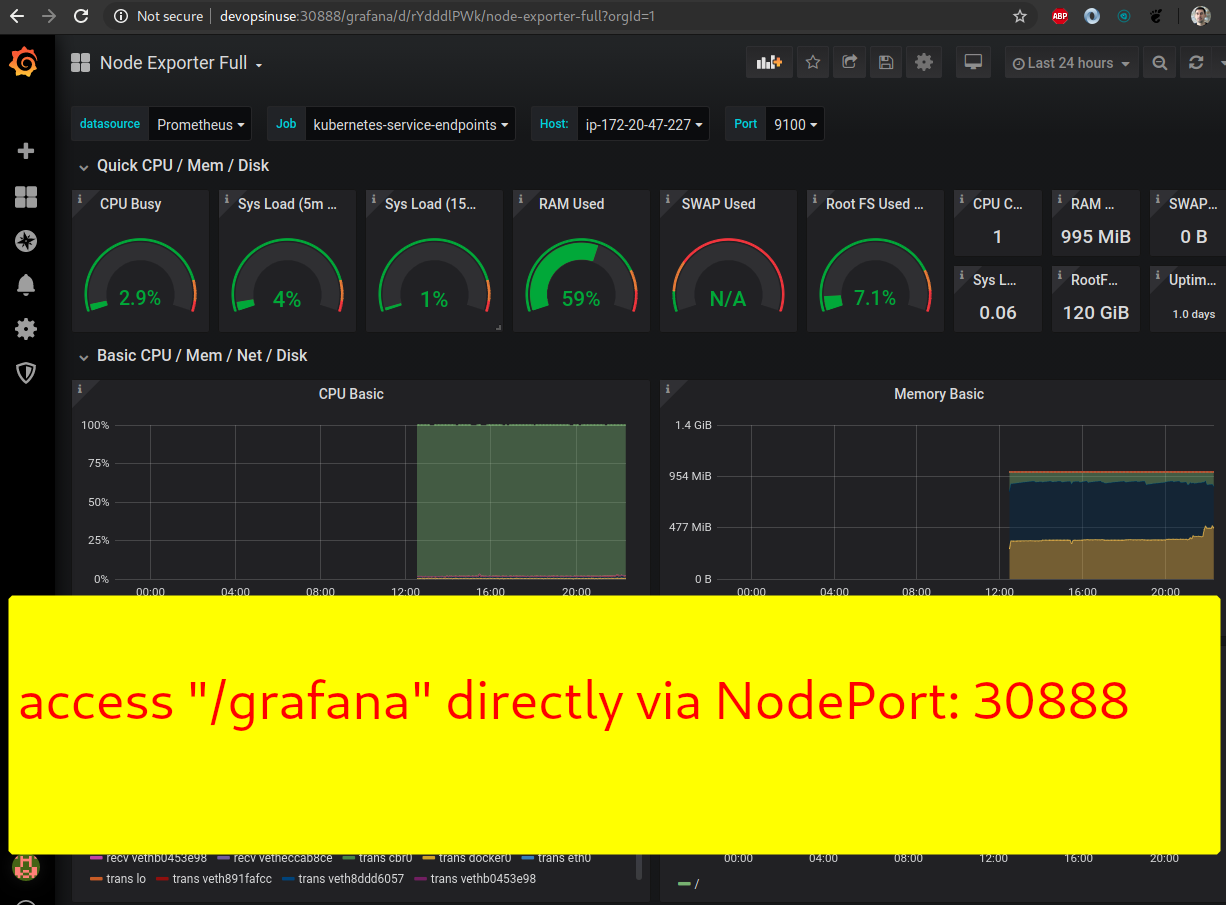 Not secure
devopsinuse:30888/grafana/d/rYdddlPWk/node-exporter-full?orgId=1
ABP
Node Exporter Full
Last 24 hours
datasource Prometheus Job kubernetes-service-endpoints Host: ip-172-20-47-227 Port 9100
Quick CPU / Mem / Disk
CPU Busy
2.9%
Sys Load (5m ...
4%
Sys Load (15...
1%
RAM Used
59%
SWAP Used
N/A
Root FS Used ...
7.1%
CPU C...
1
RAM ...
995 MiB
SWAP...
0 B
Sys L...
0.06
RootF...
120 GiB
Uptim...
1.0 days
Basic CPU / Mem / Net / Disk
CPU Basic
100%
75%
50%
25%
0%
00:00 04:00 08:00 12:00 16:00 20:00
Memory Basic
1.4 GiB
954 MiB
477 MiB
0 B
00:00 04:00 08:00 12:00 16:00 20:00
access "/grafana" directly via NodePort: 30888
recv vethb0453e98 recv vetheccab8ce trans cbr0 trans docker0 trans eth0
trans lo trans veth891fafcc trans veth8ddd6057 trans vethb0453e98
00:00 04:00 08:00 12:00 16:00 20:00
/